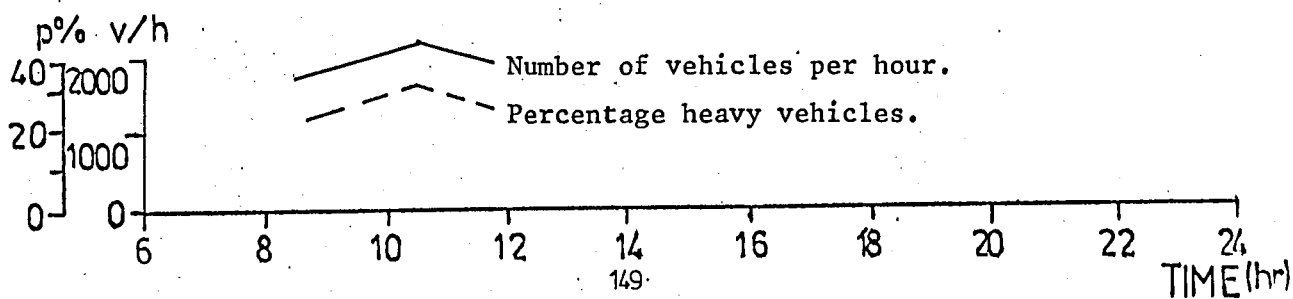 p% v/h
Number of vehicles per hour.
40 2000
Percentage heavy vehicles.
20 1000
0 0
6 8 10 12 14 16 18 20 22 24
149.
TIME (hr)